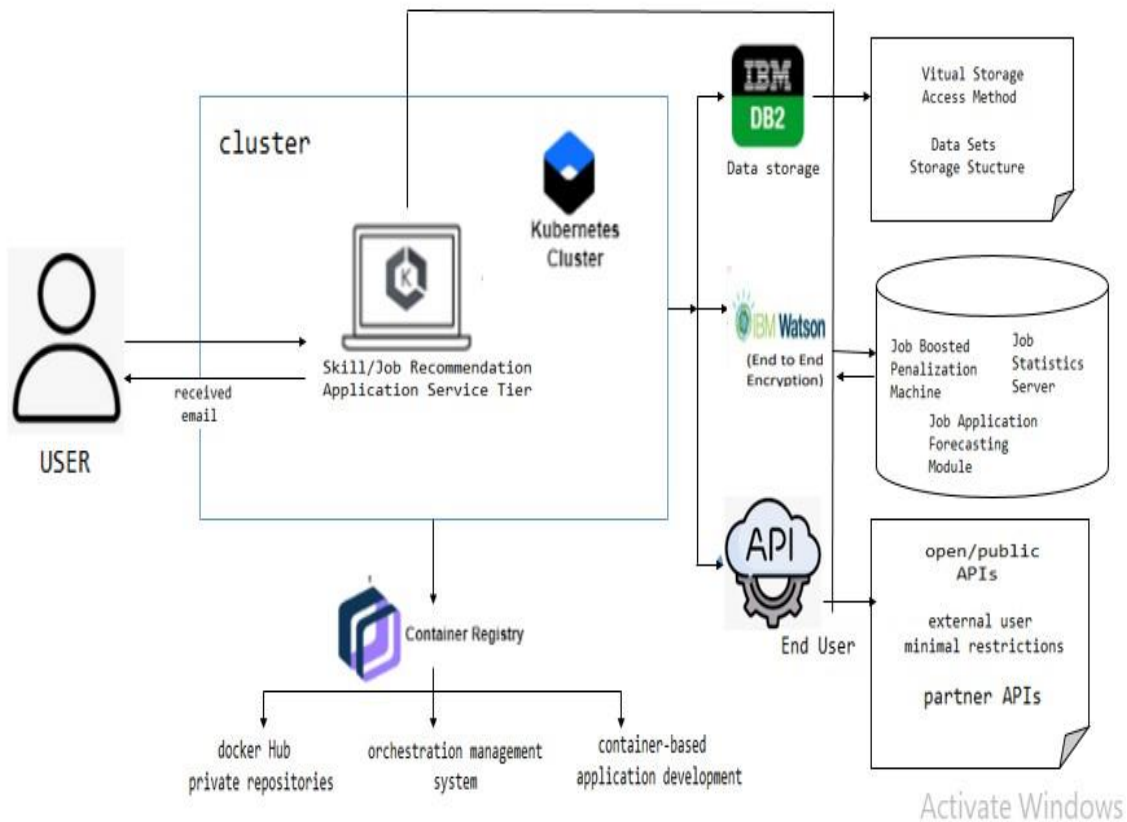 cluster
Kubernetes
Cluster
K
Skill/Job Recommendation
Application Service Tier
received
email
USER
IBM
DB2
Data storage
Vitual Storage
Access Method
Data Sets
Storage Stucture
IBM Watson
(End to End
Encryption)
Job Boosted
Penalization
Machine
Job
Statistics
Server
Job Application
Forecasting
Module
API
End User
open/public
APIs
external user
minimal restrictions
partner APIs
Container Registry
docker Hub
private repositories
orchestration management
system
container-based
application development
Activate Windows